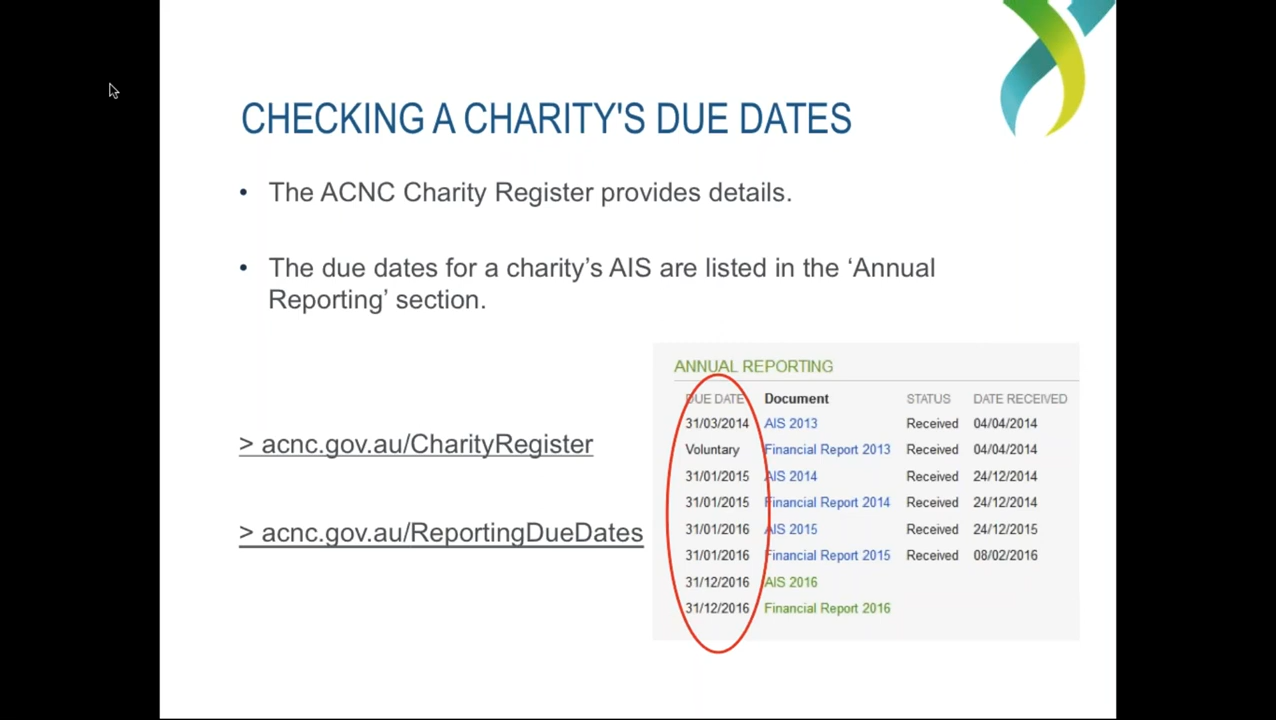 CHECKING A CHARITY'S DUE DATES
• The ACNC Charity Register provides details.
• The due dates for a charity’s AIS are listed in the ‘Annual
Reporting’ section.
> acnc.gov.au/CharityRegister
> acnc.gov.au/ReportingDueDates
ANNUAL REPORTING
DUE DATE Document STATUS DATE RECEIVED
31/03/2014 AIS 2013 Received 04/04/2014
Voluntary Financial Report 2013 Received 04/04/2014
31/01/2015 AIS 2014 Received 24/12/2014
31/01/2015 Financial Report 2014 Received 24/12/2014
31/01/2016 AIS 2015 Received 24/12/2015
31/01/2016 Financial Report 2015 Received 08/02/2016
31/12/2016 AIS 2016
31/12/2016 Financial Report 2016